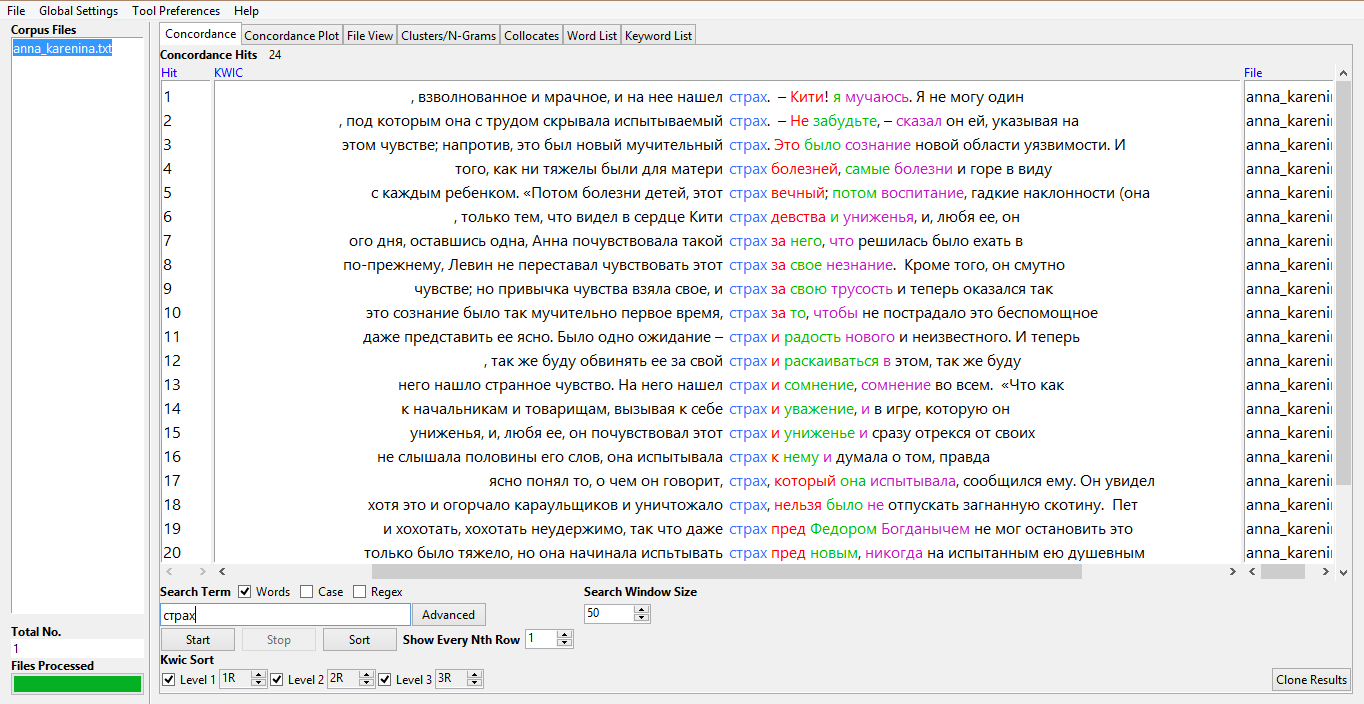 File Global Settings Tool Preferences Help
Corpus Files
anna_karenina.txt
Total No.
1
Files Processed
Concordance Concordance Plot File View Clusters/N-Grams Collocates Word List Keyword List
Concordance Hits 24
Hit KWIC File
1 , взволнованное и мрачное, и на нее нашел страх. – Кити! я мучаюсь. Я не могу один anna_kareni
2 , под которым она с трудом скрывала испытываемый страх. – Не забудьте, – сказал он ей, указывая на anna_kareni
3 этом чувстве; напротив, это был новый мучительный страх. Это было сознание новой области уязвимости. И anna_kareni
4 того, как ни тяжелы были для матери страх болезней, самые болезни и горе в виду anna_kareni
5 с каждым ребенком. «Потом болезни детей, этот страх вечный; потом воспитание, гадкие наклонности (она anna_kareni
6 , только тем, что видел в сердце Кити страх девства и униженья, и, любя ее, он anna_kareni
7 ого дня, оставшись одна, Анна почувствовала такой страх за него, что решилась было ехать в anna_kareni
8 по-прежнему, Левин не переставал чувствовать этот страх за свое незнание. Кроме того, он смутно anna_kareni
9 чувстве; но привычка чувства взяла свое, и страх за свою трусость и теперь оказался так anna_kareni
10 это сознание было так мучительно первое время, страх за то, чтобы не пострадало это беспомощное anna_kareni
11 даже представить ее ясно. Было одно ожидание – страх и радость нового и неизвестного. И теперь anna_kareni
12 , так же буду обвинять ее за свой страх и раскаиваться в этом, так же буду anna_kareni
13 него нашло странное чувство. На него нашел страх и сомнение, сомнение во всем. «Что как anna_kareni
14 к начальникам и товарищам, вызывая к себе страх и уважение, и в игре, которую он anna_kareni
15 униженья, и, любя ее, он почувствовал этот страх и униженье и сразу отрекся от своих anna_kareni
16 не слышала половины его слов, она испытывала страх к нему и думала о том, правда anna_kareni
17 ясно понял то, о чем он говорит, страх, который она испытывала, сообщился ему. Он увидел anna_kareni
18 хотя это и огорчало караульщиков и уничтожало страх, нельзя было не отпускать загнанную скотину. Пет anna_kareni
19 и хохотать, хохотать неудержимо, так что даже страх пред Федором Богданычем не мог остановить это anna_kareni
20 только было тяжело, но она начинала испытывать страх пред новым, никогда на испытанным ею душевным anna_kareni
Search Term Words Case Regex Search Window Size
страх Advanced 50
Start Stop Sort Show Every Nth Row 1
Kwic Sort
Level 1 1R Level 2 2R Level 3 3R Clone Results